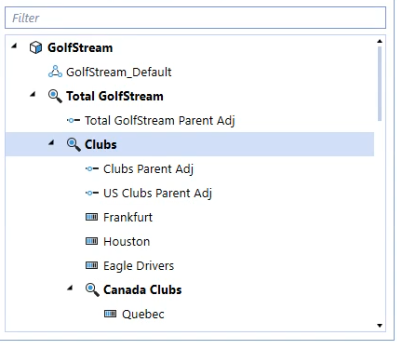 Filter
GolfStream
GolfStream_Default
Total GolfStream
Total GolfStream Parent Adj
Clubs
Clubs Parent Adj
US Clubs Parent Adj
Frankfurt
Houston
Eagle Drivers
Canada Clubs
Quebec